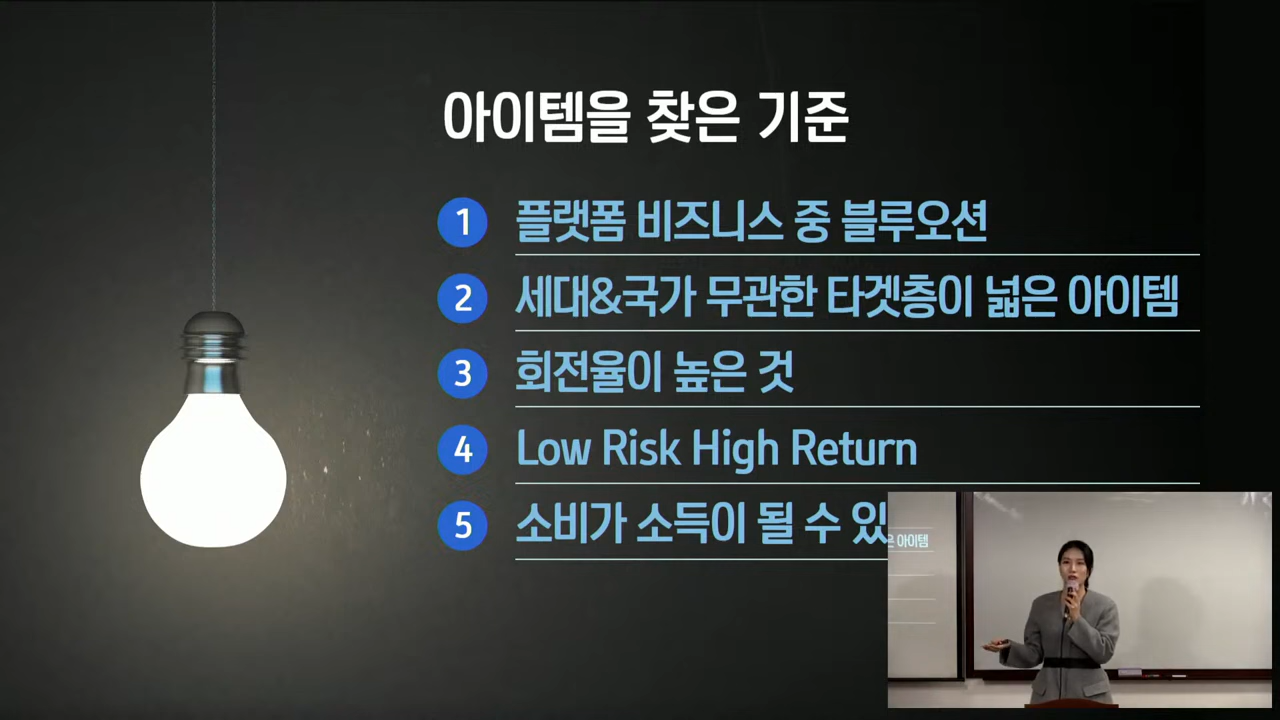 아이템을 찾은 기준
1 플랫폼 비즈니스 중 블루오션
2 세대&국가 무관한 타겟층이 넓은 아이템
3 회전율이 높은 것
4 Low Risk High Return
5 소비가 소득이 될 수 있
은 아이템